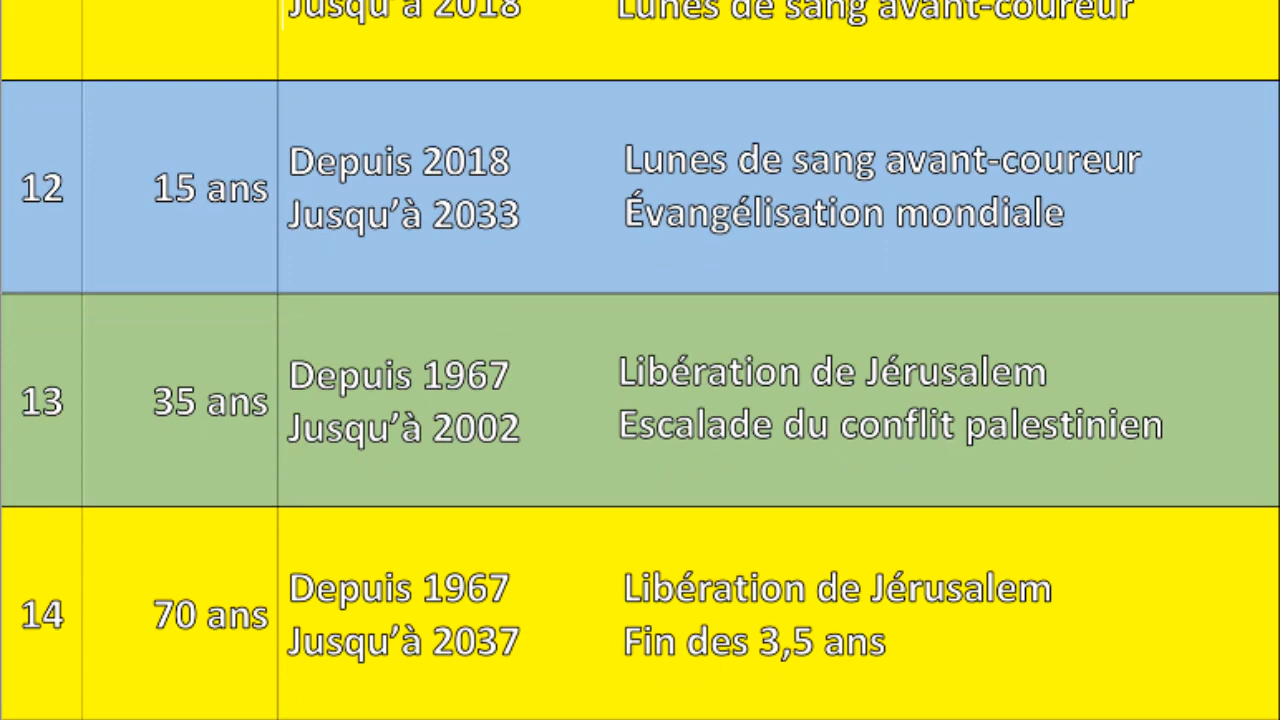 Jusqu’à 2018 Lunes de sang avant-coureur
12 15 ans Depuis 2018 Lunes de sang avant-coureur
Jusqu’à 2033 Évangélisation mondiale
13 35 ans Depuis 1967 Libération de Jérusalem
Jusqu’à 2002 Escalade du conflit palestinien
14 70 ans Depuis 1967 Libération de Jérusalem
Jusqu’à 2037 Fin des 3,5 ans